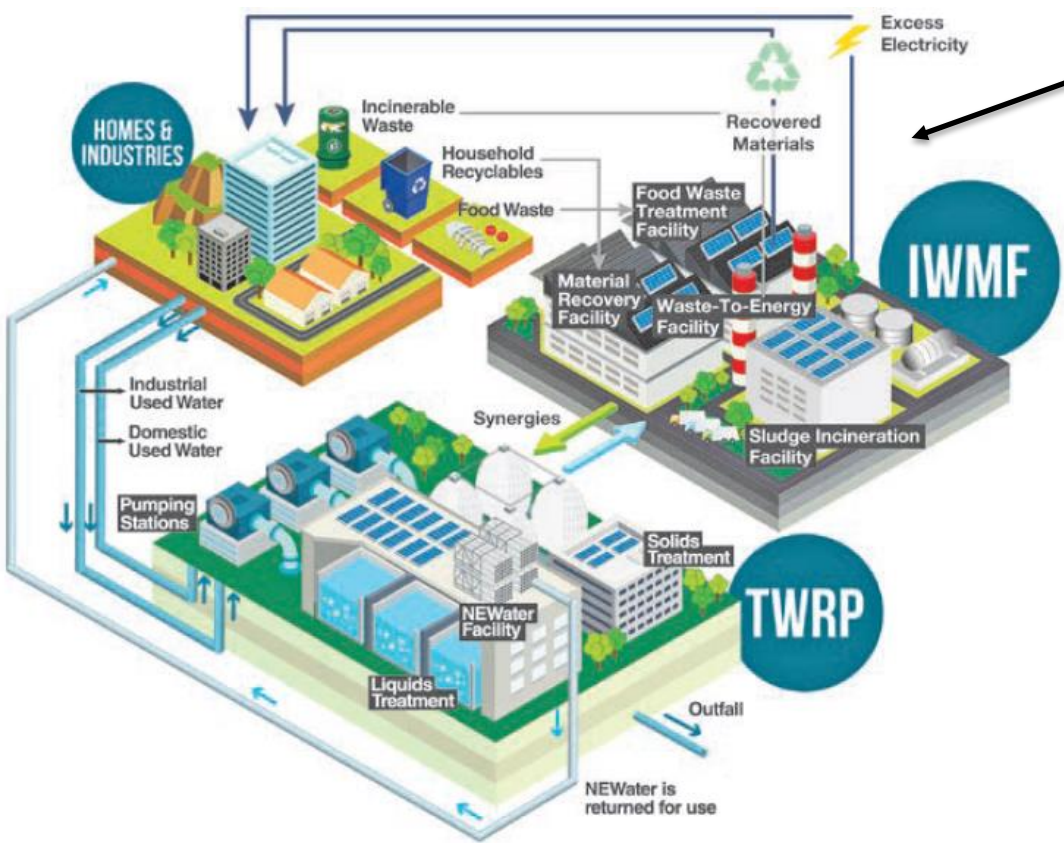 Excess
Electricity
HOMES &
INDUSTRIES
Incinerable
Waste
Recovered
Materials
Household
Recyclables
Food Waste
Food Waste
Treatment
Facility
IWMF
Material
Recovery
Facility
Waste-To-Energy
Facility
Industrial
Used Water
Domestic
Used Water
Synergies
Sludge Incineration
Facility
Pumping
Stations
Solids
Treatment
NEWater
Facility
TWRP
Liquids
Treatment
Outfall
NEWater is
returned for use